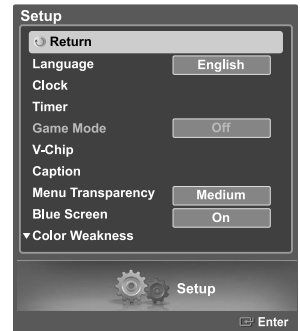 Setup
Return
Language English
Clock
Timer
Game Mode Off
V-Chip
Caption
Menu Transparency Medium
Blue Screen On
▼Color Weakness
Setup
Enter